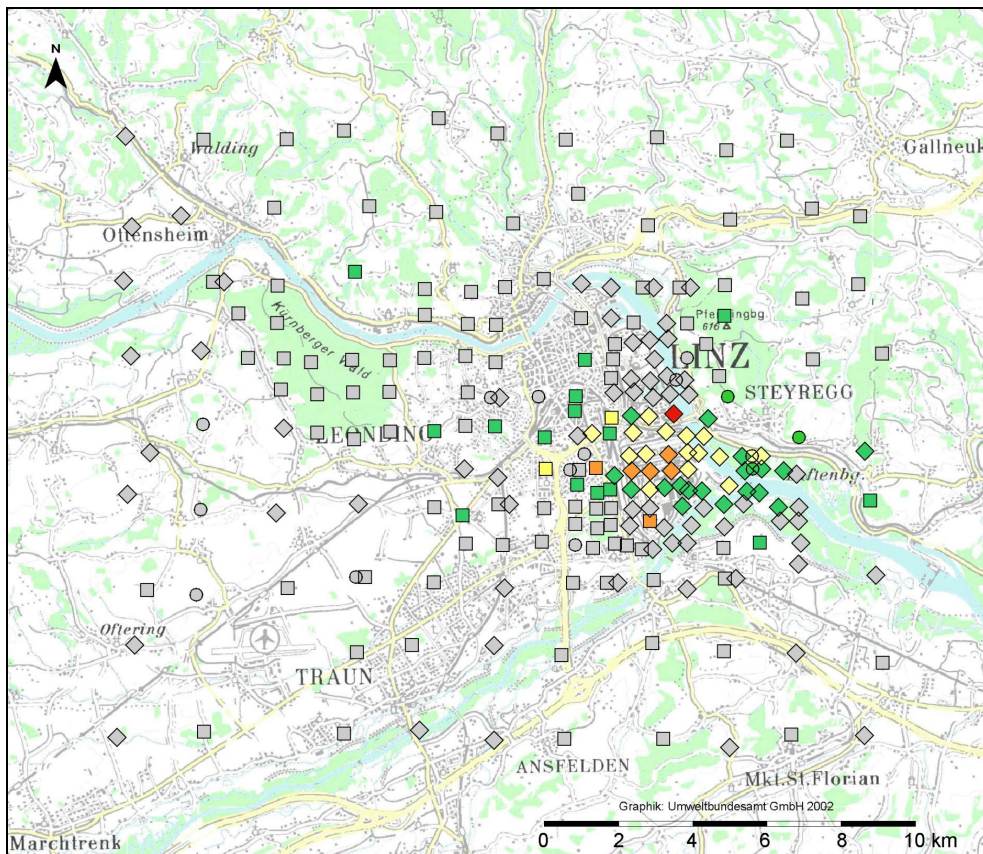 N
Walding
Gallneuk
Ottensheim
Pfenningbg.
616
Kürnberger Wald
LINZ
STEYREGG
LEONDING
Luftenbg.
Oftering
TRAUN
ANSFELDEN
Mkt.St.Florian
Graphik: Umweltbundesamt GmbH 2002
Marchtrenk
0 2 4 6 8 10 km